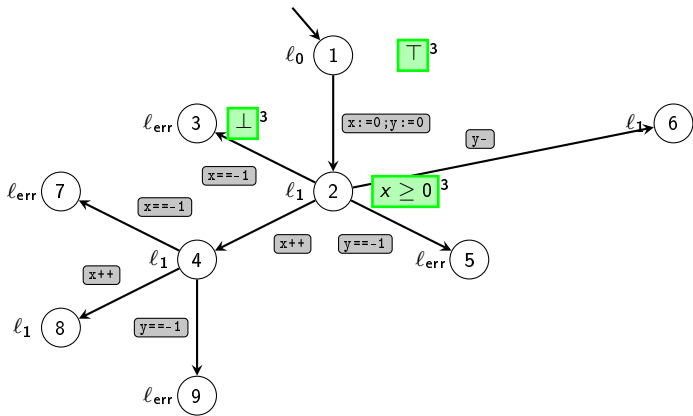 ℓ0 1 ⊤ 3
ℓerr 3 ⊥ 3 x:=0;y:=0 y- ℓ1 6
x==-1
ℓerr 7 x==-1 ℓ1 2 x ≥ 0 3
x++ y==-1
x++ ℓ1 4 ℓerr 5
ℓ1 8 y==-1
ℓerr 9